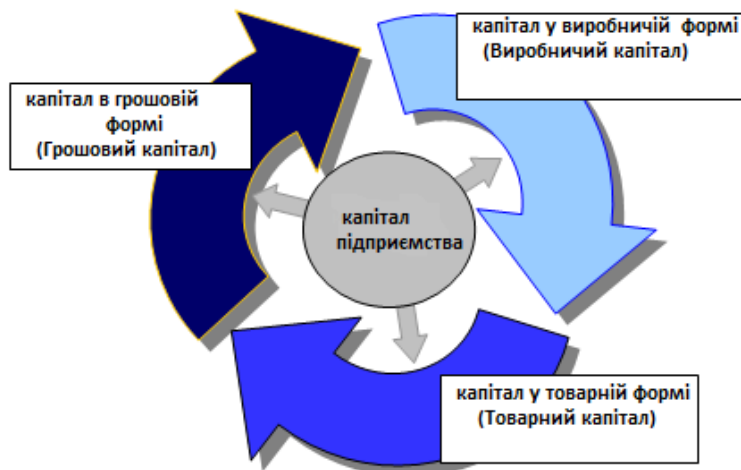 капітал у виробничій формі
(Виробничий капітал)
капітал в грошовій
формі
(Грошовий капітал)
капітал
підприємства
капітал у товарній формі
(Товарний капітал)